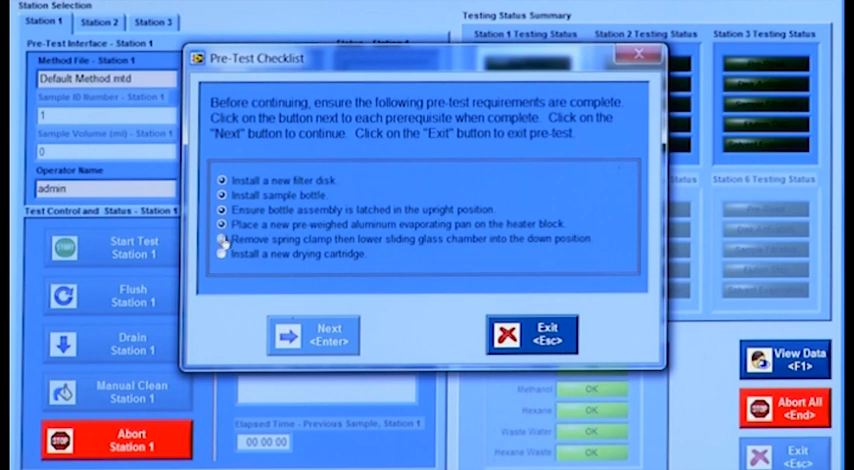 Station Selection
Station 1
Station 2
Station 3
Pre-Test Interface - Station 1
Method File - Station 1
Default Method.mtd
Sample ID Number - Station 1
1
Sample Volume (ml) - Station 1
0
Operator Name
admin
Test Control and Status - Station 1
START
Start Test
Station 1
Flush
Station 1
Drain
Station 1
Manual Clean
Station 1
STOP
Abort
Station 1
Pre-Test Checklist
Before continuing, ensure the following pre-test requirements are complete.
Click on the button next to each prerequisite when complete. Click on the
"Next" button to continue. Click on the "Exit" button to exit pre-test.
Install a new filter disk.
Install sample bottle.
Ensure bottle assembly is latched in the upright position.
Place a new pre-weighed aluminum evaporating pan on the heater block.
Remove spring clamp then lower sliding glass chamber into the down position.
Install a new drying cartridge.
Next
<Enter>
Exit
<Esc>
Elapsed Time - Previous Sample, Station 1
00:00:00
Testing Status Summary
Station 1 Testing Status
Station 2 Testing Status
Station 3 Testing Status
Status
Station 6 Testing Status
Methanol
OK
Hexane
OK
Waste Water
OK
Hexane Waste
OK
View Data
<F1>
STOP
Abort All
<End>
Exit
<Esc>